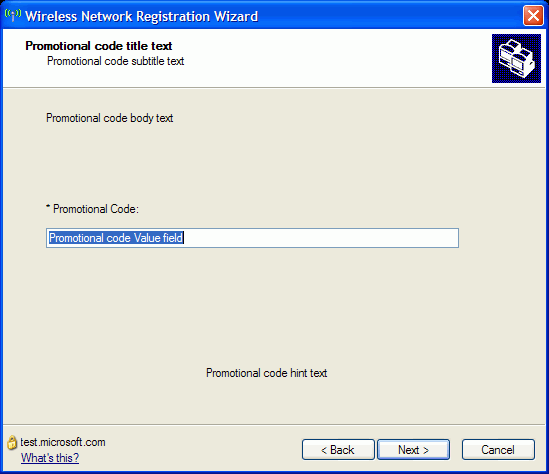 Wireless Network Registration Wizard
Promotional code title text
Promotional code subtitle text
Promotional code body text
* Promotional Code:
Promotional code Value field
Promotional code hint text
test.microsoft.com
What's this?
< Back Next > Cancel